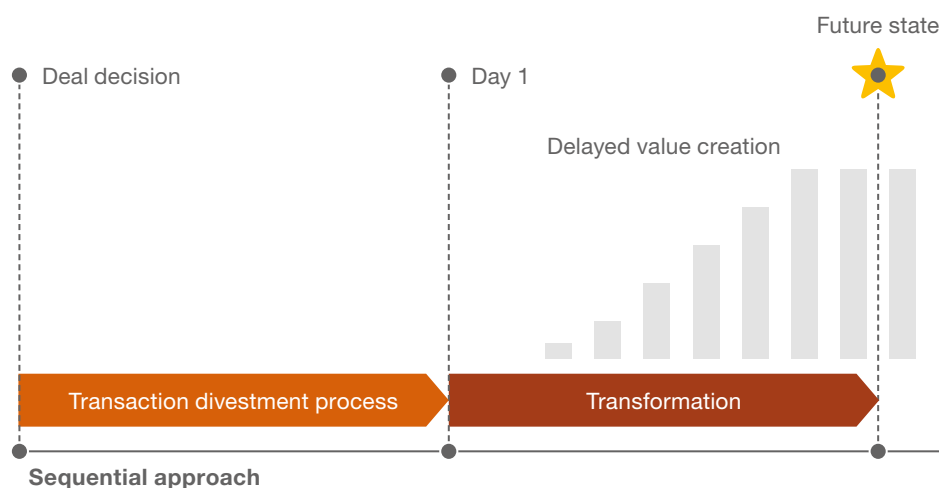 Future state
Deal decision
Day 1
Delayed value creation
Transaction divestment process
Transformation
Sequential approach